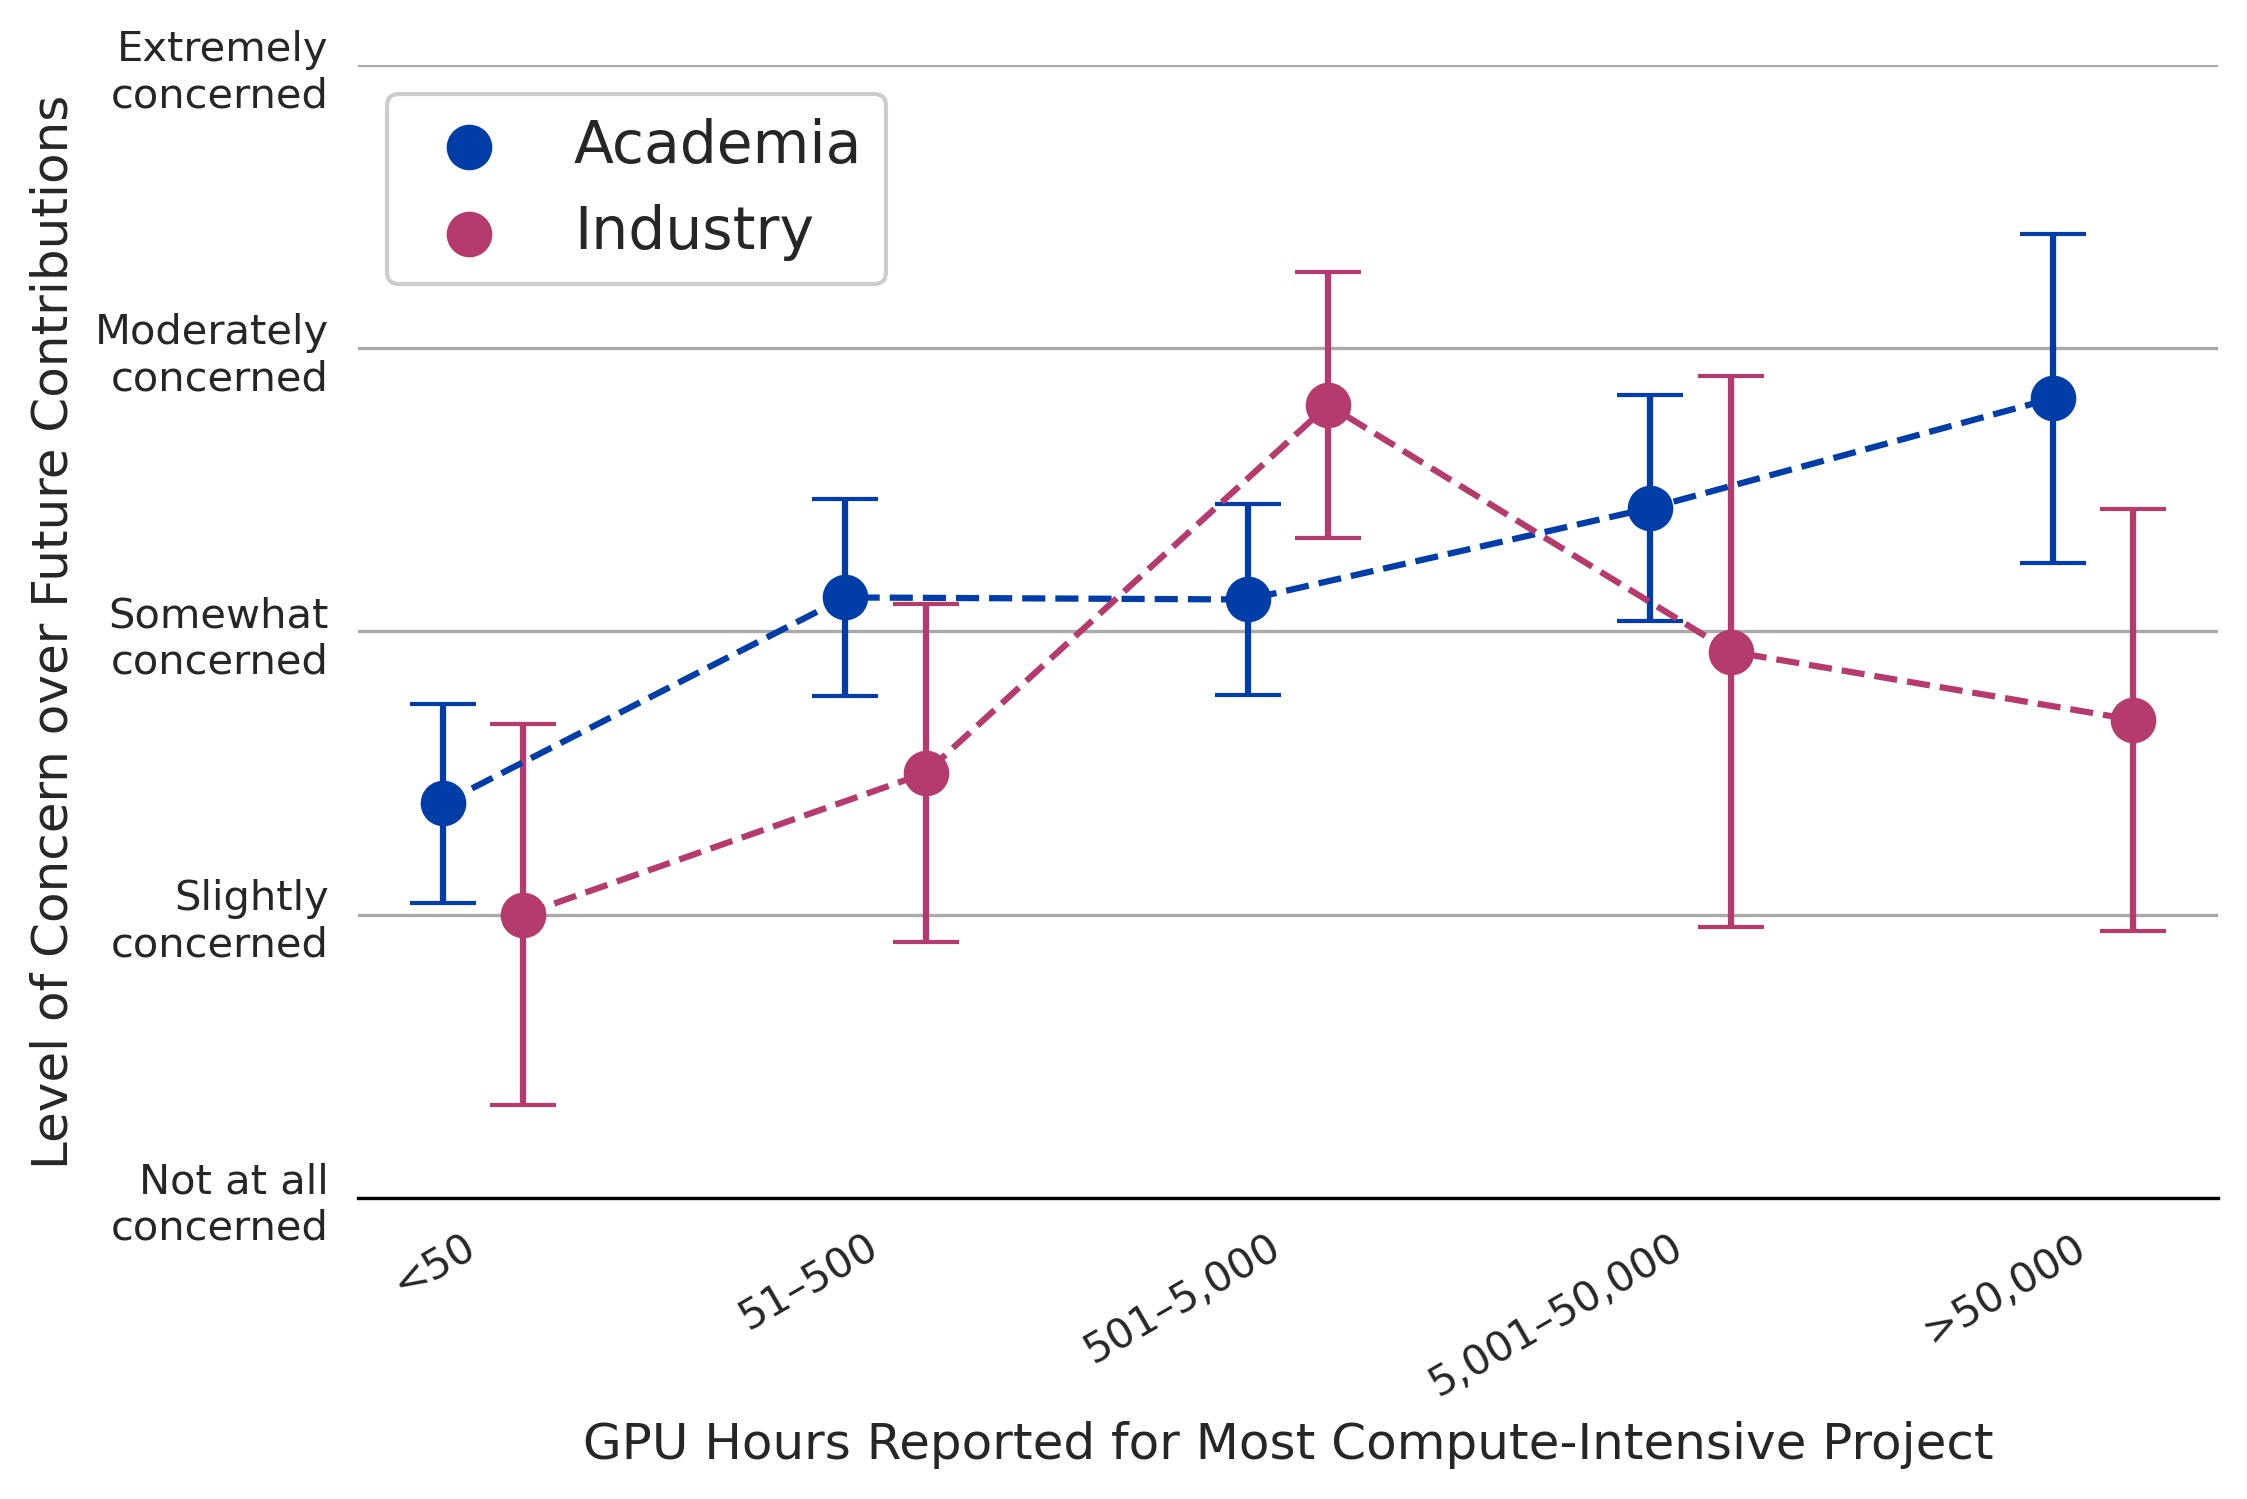 Extremely
concerned
Moderately
concerned
Somewhat
concerned
Slightly
concerned
Not at all
concerned
Level of Concern over Future Contributions
Academia
Industry
<50
51–500
501–5,000
5,001–50,000
>50,000
GPU Hours Reported for Most Compute-Intensive Project